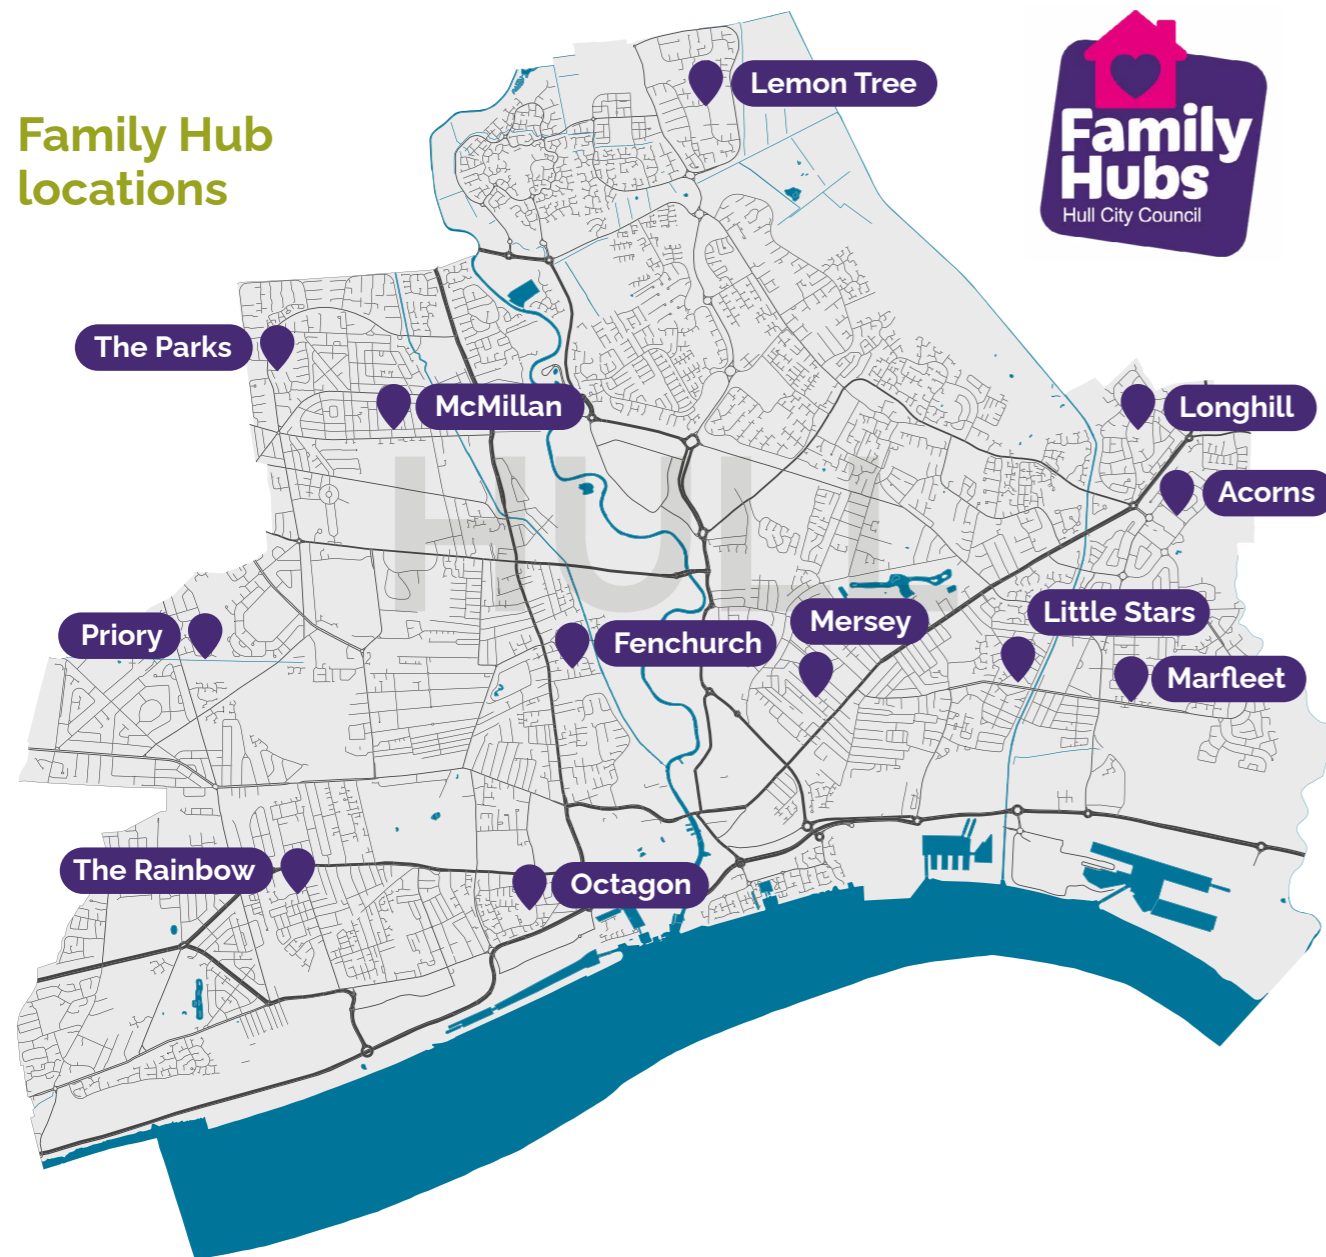 Family Hub
locations
Lemon Tree
Family
Hubs
Hull City Council
The Parks
McMillan
Longhill
HULL
Acorns
Little Stars
Mersey
Priory
Fenchurch
Marfleet
The Rainbow
Octagon